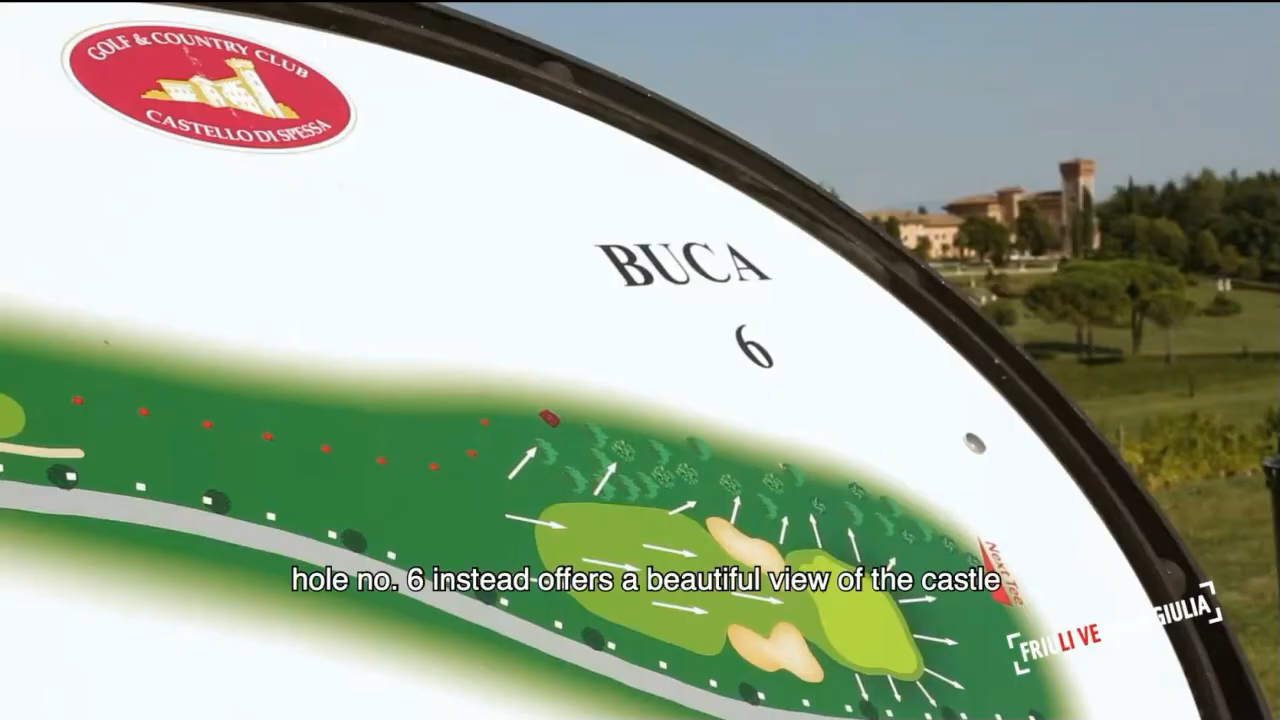 GOLF & COUNTRY CLUB
CASTELLO DI SPESSA
BUCA
6
Next Tee
hole no. 6 instead offers a beautiful view of the castle
FRIULI VE GIULIA